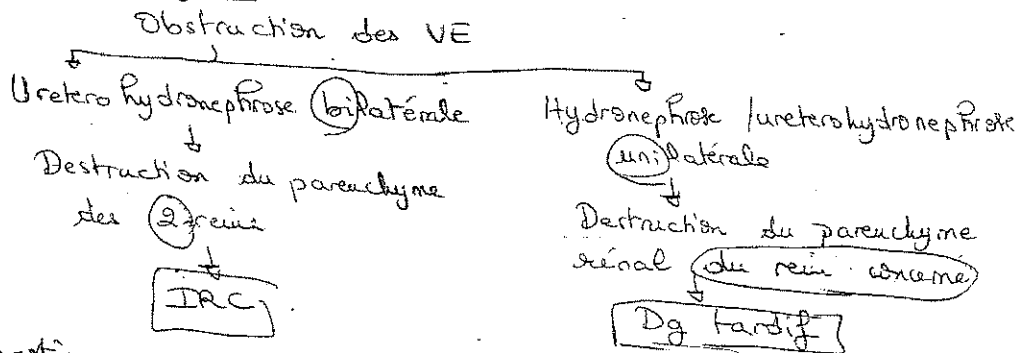 Obstruction des VE
Uretero hydronephrose bilatérale
Destruction du parenchyme
des 2 reins
IRC
Hydronephrose / ureterohydronephrose
unilatérale
Destruction du parenchyme
rénal du rein concerné
Dg tardif